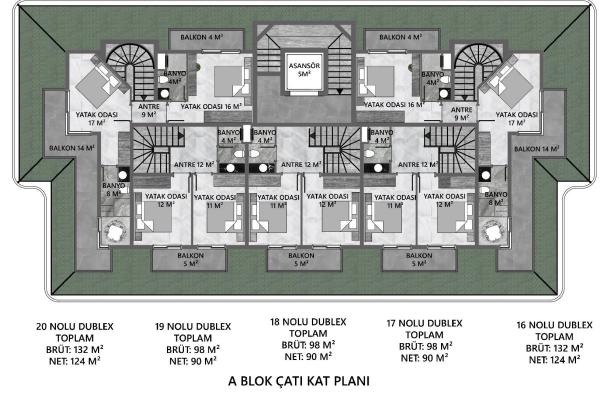 BALKON 4 M²
BALKON 4 M²
ASANSÖR
5M²
BANYO
4M²
BANYO
4M²
YATAK ODASI
17 M²
ANTRE
9 M²
YATAK ODASI 16 M²
YATAK ODASI 16 M²
ANTRE
9 M²
YATAK ODASI
17 M²
BALKON 14 M²
BANYO
4 M²
BANYO
4 M²
BANYO
4 M²
BALKON 14 M²
ANTRE 12 M²
ANTRE 12 M²
ANTRE 12 M²
BANYO
8 M²
YATAK ODASI
12 M²
YATAK ODASI
11 M²
YATAK ODASI
11 M²
YATAK ODASI
12 M²
YATAK ODASI
11 M²
YATAK ODASI
12 M²
BANYO
8 M²
BALKON
5 M²
BALKON
5 M²
BALKON
5 M²
20 NOLU DUBLEX
TOPLAM
BRÜT: 132 M²
NET: 124 M²
19 NOLU DUBLEX
TOPLAM
BRÜT: 98 M²
NET: 90 M²
18 NOLU DUBLEX
TOPLAM
BRÜT: 98 M²
NET: 90 M²
17 NOLU DUBLEX
TOPLAM
BRÜT: 98 M²
NET: 90 M²
16 NOLU DUBLEX
TOPLAM
BRÜT: 132 M²
NET: 124 M²
A BLOK ÇATI KAT PLANI